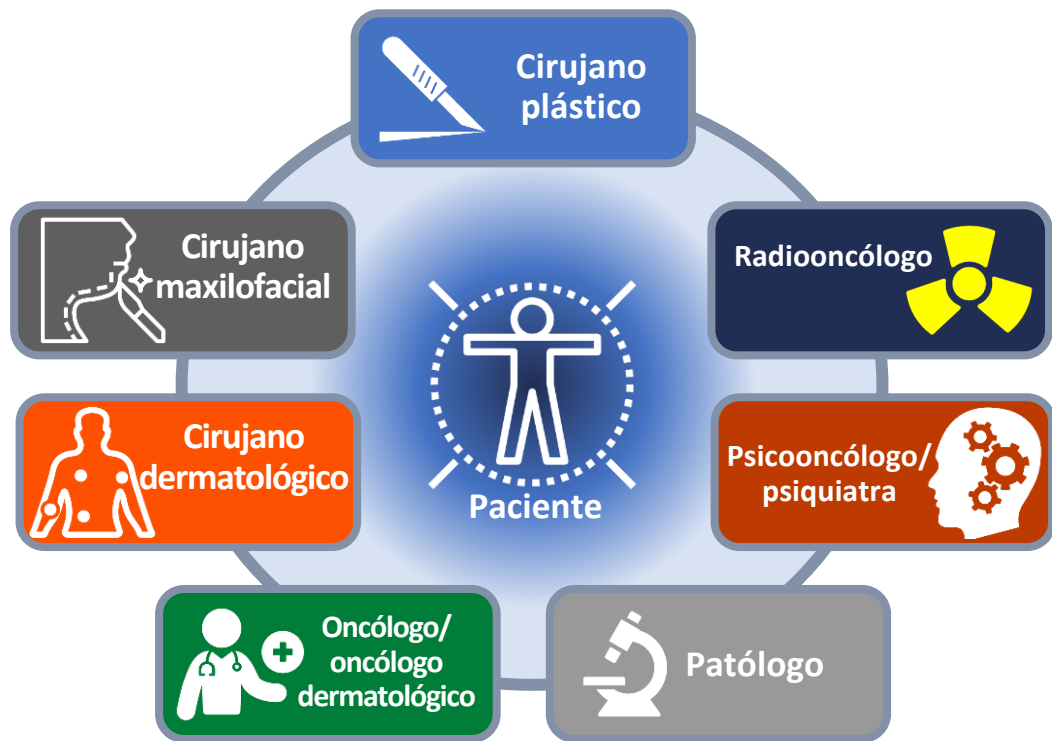 Cirujano
plástico
Cirujano
maxilofacial
Radiooncólogo
Cirujano
dermatológico
Psicooncólogo/
psiquiatra
Paciente
Oncólogo/
oncólogo
dermatológico
Patólogo